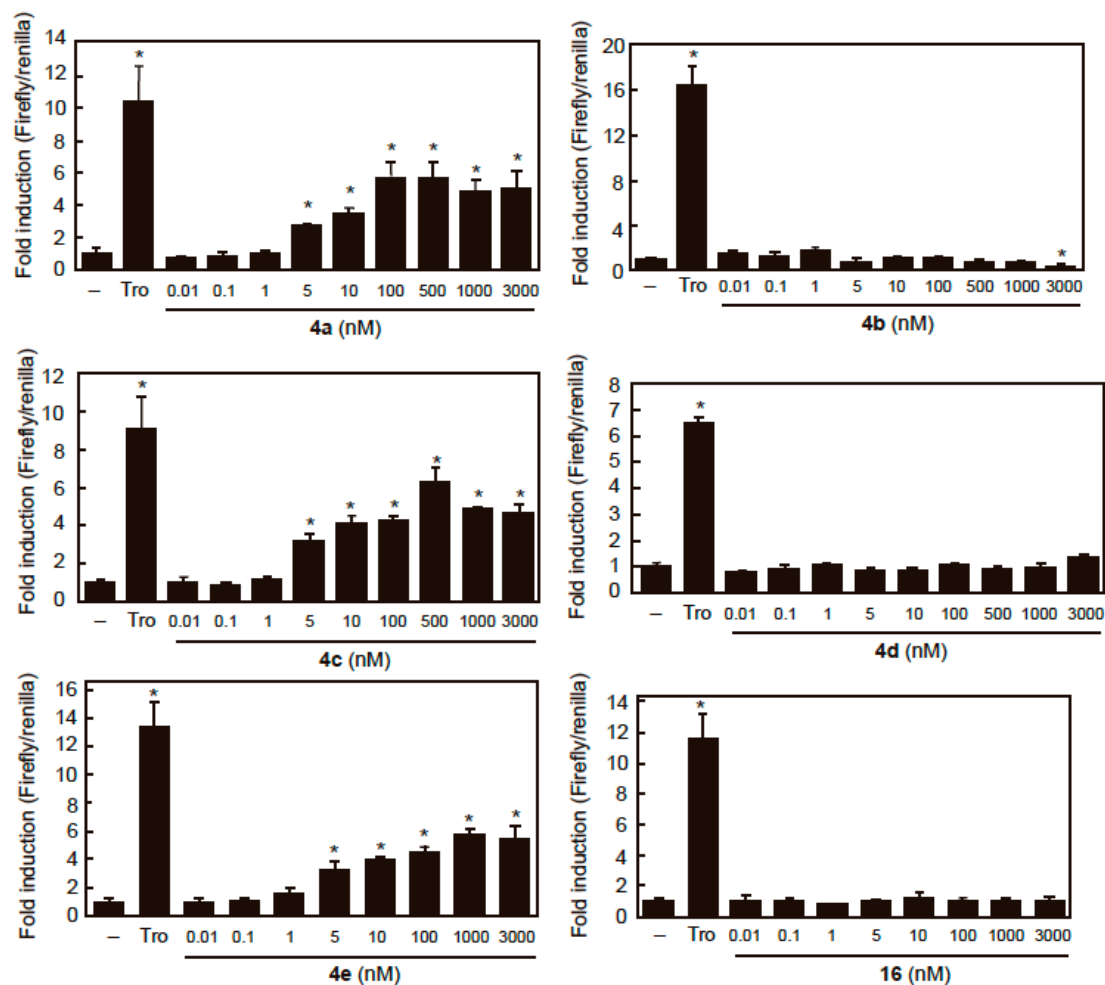 Fold induction (Firefly/renilla)
14
12
10
8
6
4
2
0
* * * * * * *
– Tro 0.01 0.1 1 5 10 100 500 1000 3000
4a (nM)
Fold induction (Firefly/renilla)
20
16
12
8
4
0
* *
– Tro 0.01 0.1 1 5 10 100 500 1000 3000
4b (nM)
Fold induction (Firefly/renilla)
12
10
8
6
4
2
0
* * * * * * *
– Tro 0.01 0.1 1 5 10 100 500 1000 3000
4c (nM)
Fold induction (Firefly/renilla)
8
7
6
5
4
3
2
1
0
*
– Tro 0.01 0.1 1 5 10 100 500 1000 3000
4d (nM)
Fold induction (Firefly/renilla)
16
14
12
10
8
6
4
2
0
* * * * * *
– Tro 0.01 0.1 1 5 10 100 1000 3000
4e (nM)
Fold induction (Firefly/renilla)
14
12
10
8
6
4
2
0
*
– Tro 0.01 0.1 1 5 10 100 1000 3000
16 (nM)